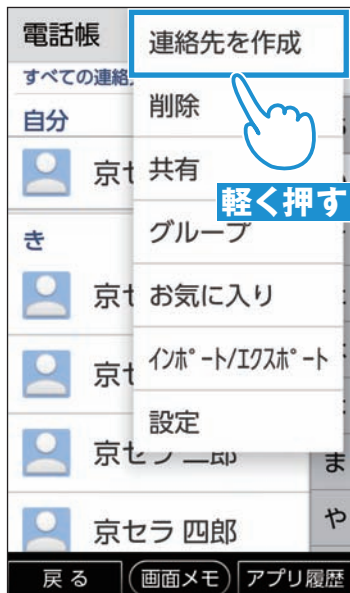 電話帳
連絡先を作成
すべての連絡
自分
削除
京セ
共有
軽く押す
き
グループ
京セ
お気に入り
京セ
インポート/エクスポート
設定
京セラ 二郎
ま
京セラ 四郎
や
戻る
画面メモ
アプリ履歴